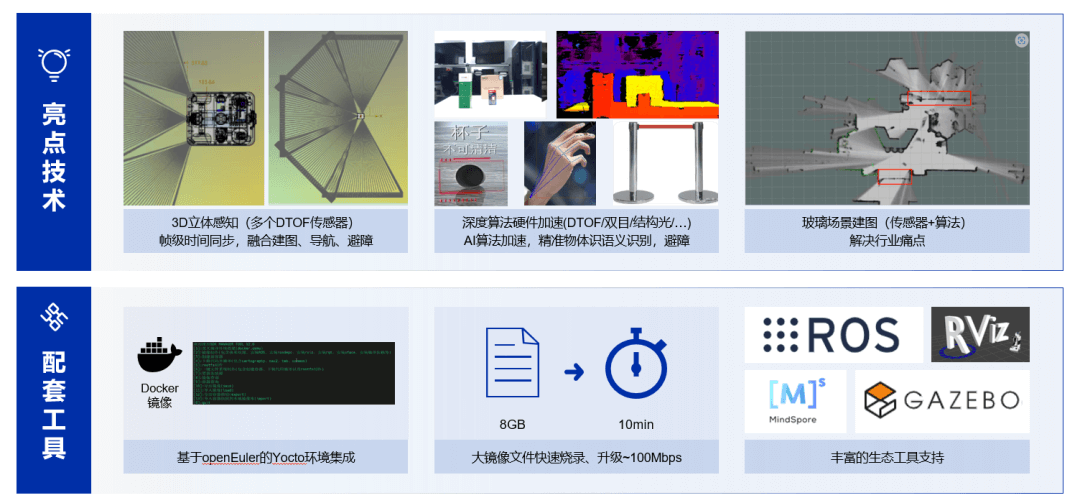 亮点技术
3D立体感知（多个DTOF传感器）
帧级时间同步，融合建图、导航、避障
杯子
不可清扫
深度算法硬件加速(DTOF/双目/结构光/...)
AI算法加速，精准物体识语义识别，避障
玻璃场景建图（传感器+算法）
解决行业痛点
配套工具
Docker
镜像
基于openEuler的Yocto环境集成
8GB
10min
大镜像文件快速烧录、升级~100Mbps
ROS
RViz
[M]s
MindSpore
GAZEBO
丰富的生态工具支持